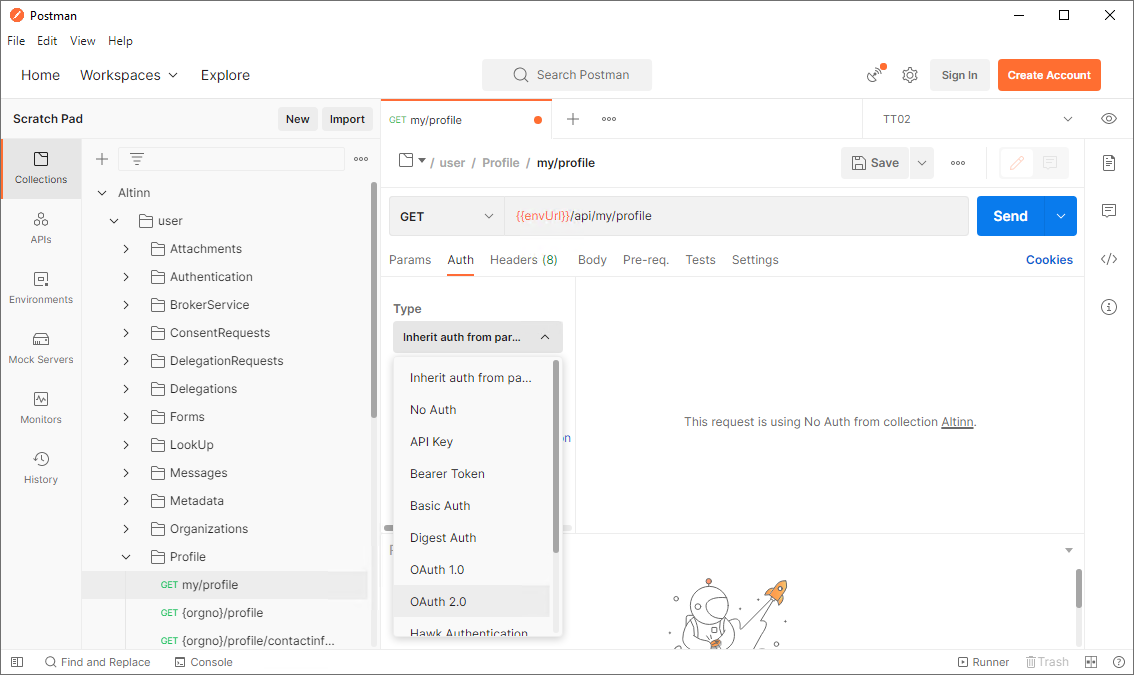 Postman
File Edit View Help
Home Workspaces Explore
Search Postman
Sign In
Create Account
Scratch Pad
New
Import
GET my/profile
TT02
Collections
APIs
Environments
Mock Servers
Monitors
History
Altinn
user
Attachments
Authentication
BrokerService
ConsentRequests
DelegationRequests
Delegations
Forms
LookUp
Messages
Metadata
Organizations
Profile
GET my/profile
GET {orgno}/profile
GET {orgno}/profile/contactinf...
/ user / Profile / my/profile
Save
GET
{{envUrl}}/api/my/profile
Send
Params Auth Headers (8) Body Pre-req. Tests Settings
Cookies
Type
Inherit auth from par...
Inherit auth from pa...
No Auth
API Key
Bearer Token
Basic Auth
Digest Auth
OAuth 1.0
OAuth 2.0
Hawk Authentication
This request is using No Auth from collection Altinn.
Find and Replace
Console
Runner
Trash